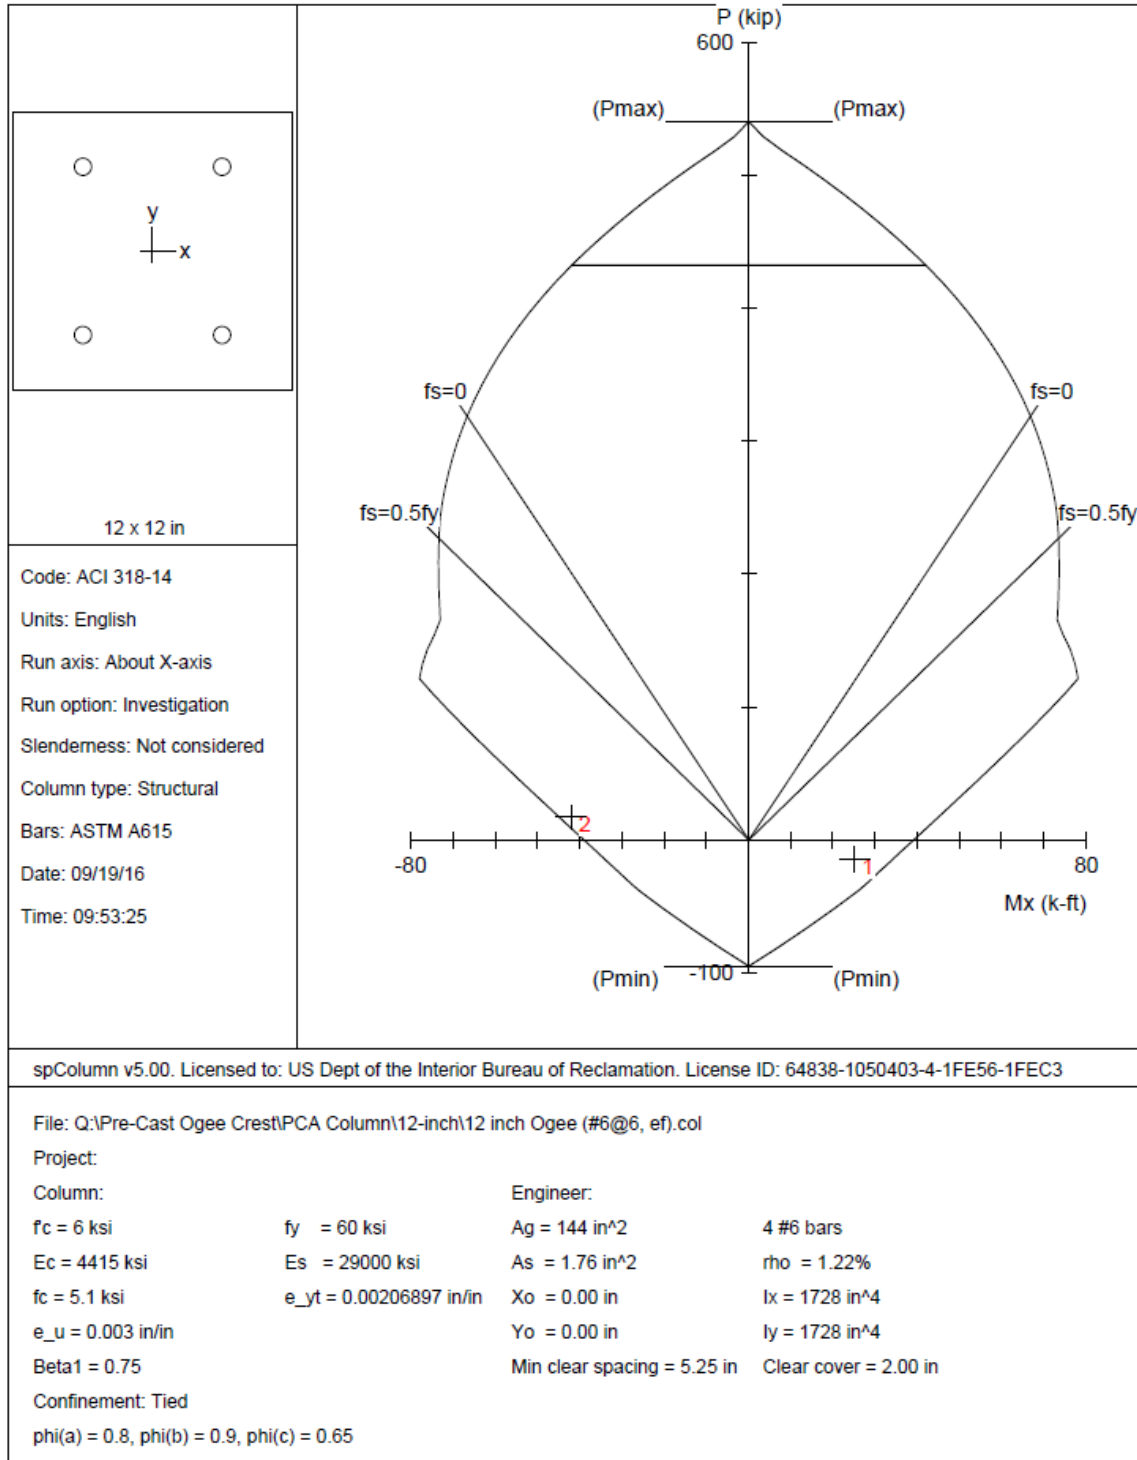 P (kip)
600
(Pmax)
(Pmax)
y
x
fs=0
fs=0
fs=0.5fy
fs=0.5fy
12 x 12 in
Code: ACI 318-14
Units: English
Run axis: About X-axis
Run option: Investigation
Slenderness: Not considered
Column type: Structural
Bars: ASTM A615
Date: 09/19/16
Time: 09:53:25
2
1
-80
80
Mx (k-ft)
(Pmin)
-100
(Pmin)
spColumn v5.00. Licensed to: US Dept of the Interior Bureau of Reclamation. License ID: 64838-1050403-4-1FE56-1FEC3
File: Q:\Pre-Cast Ogee Crest\PCA Column\12-inch\12 inch Ogee (#6@6, ef).col
Project:
Column: Engineer:
f'c = 6 ksi fy = 60 ksi Ag = 144 in^2 4 #6 bars
Ec = 4415 ksi Es = 29000 ksi As = 1.76 in^2 rho = 1.22%
fc = 5.1 ksi e_yt = 0.00206897 in/in Xo = 0.00 in Ix = 1728 in^4
e_u = 0.003 in/in Yo = 0.00 in Iy = 1728 in^4
Beta1 = 0.75 Min clear spacing = 5.25 in Clear cover = 2.00 in
Confinement: Tied
phi(a) = 0.8, phi(b) = 0.9, phi(c) = 0.65